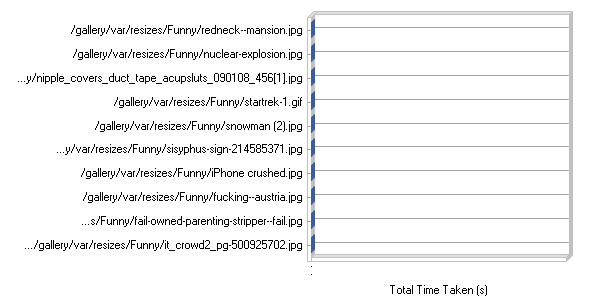 /gallery/var/resizes/Funny/redneck--mansion.jpg
/gallery/var/resizes/Funny/nuclear-explosion.jpg
...y/nipple_covers_duct_tape_acupsluts_090108_456[1].jpg
/gallery/var/resizes/Funny/startrek-1.gif
/gallery/var/resizes/Funny/snowman (2).jpg
...y/var/resizes/Funny/sisyphus-sign-214585371.jpg
/gallery/var/resizes/Funny/iPhone crushed.jpg
/gallery/var/resizes/Funny/fucking--austria.jpg
...s/Funny/fail-owned-parenting-stripper--fail.jpg
.../gallery/var/resizes/Funny/it_crowd2_pg-500925702.jpg
Total Time Taken (s)